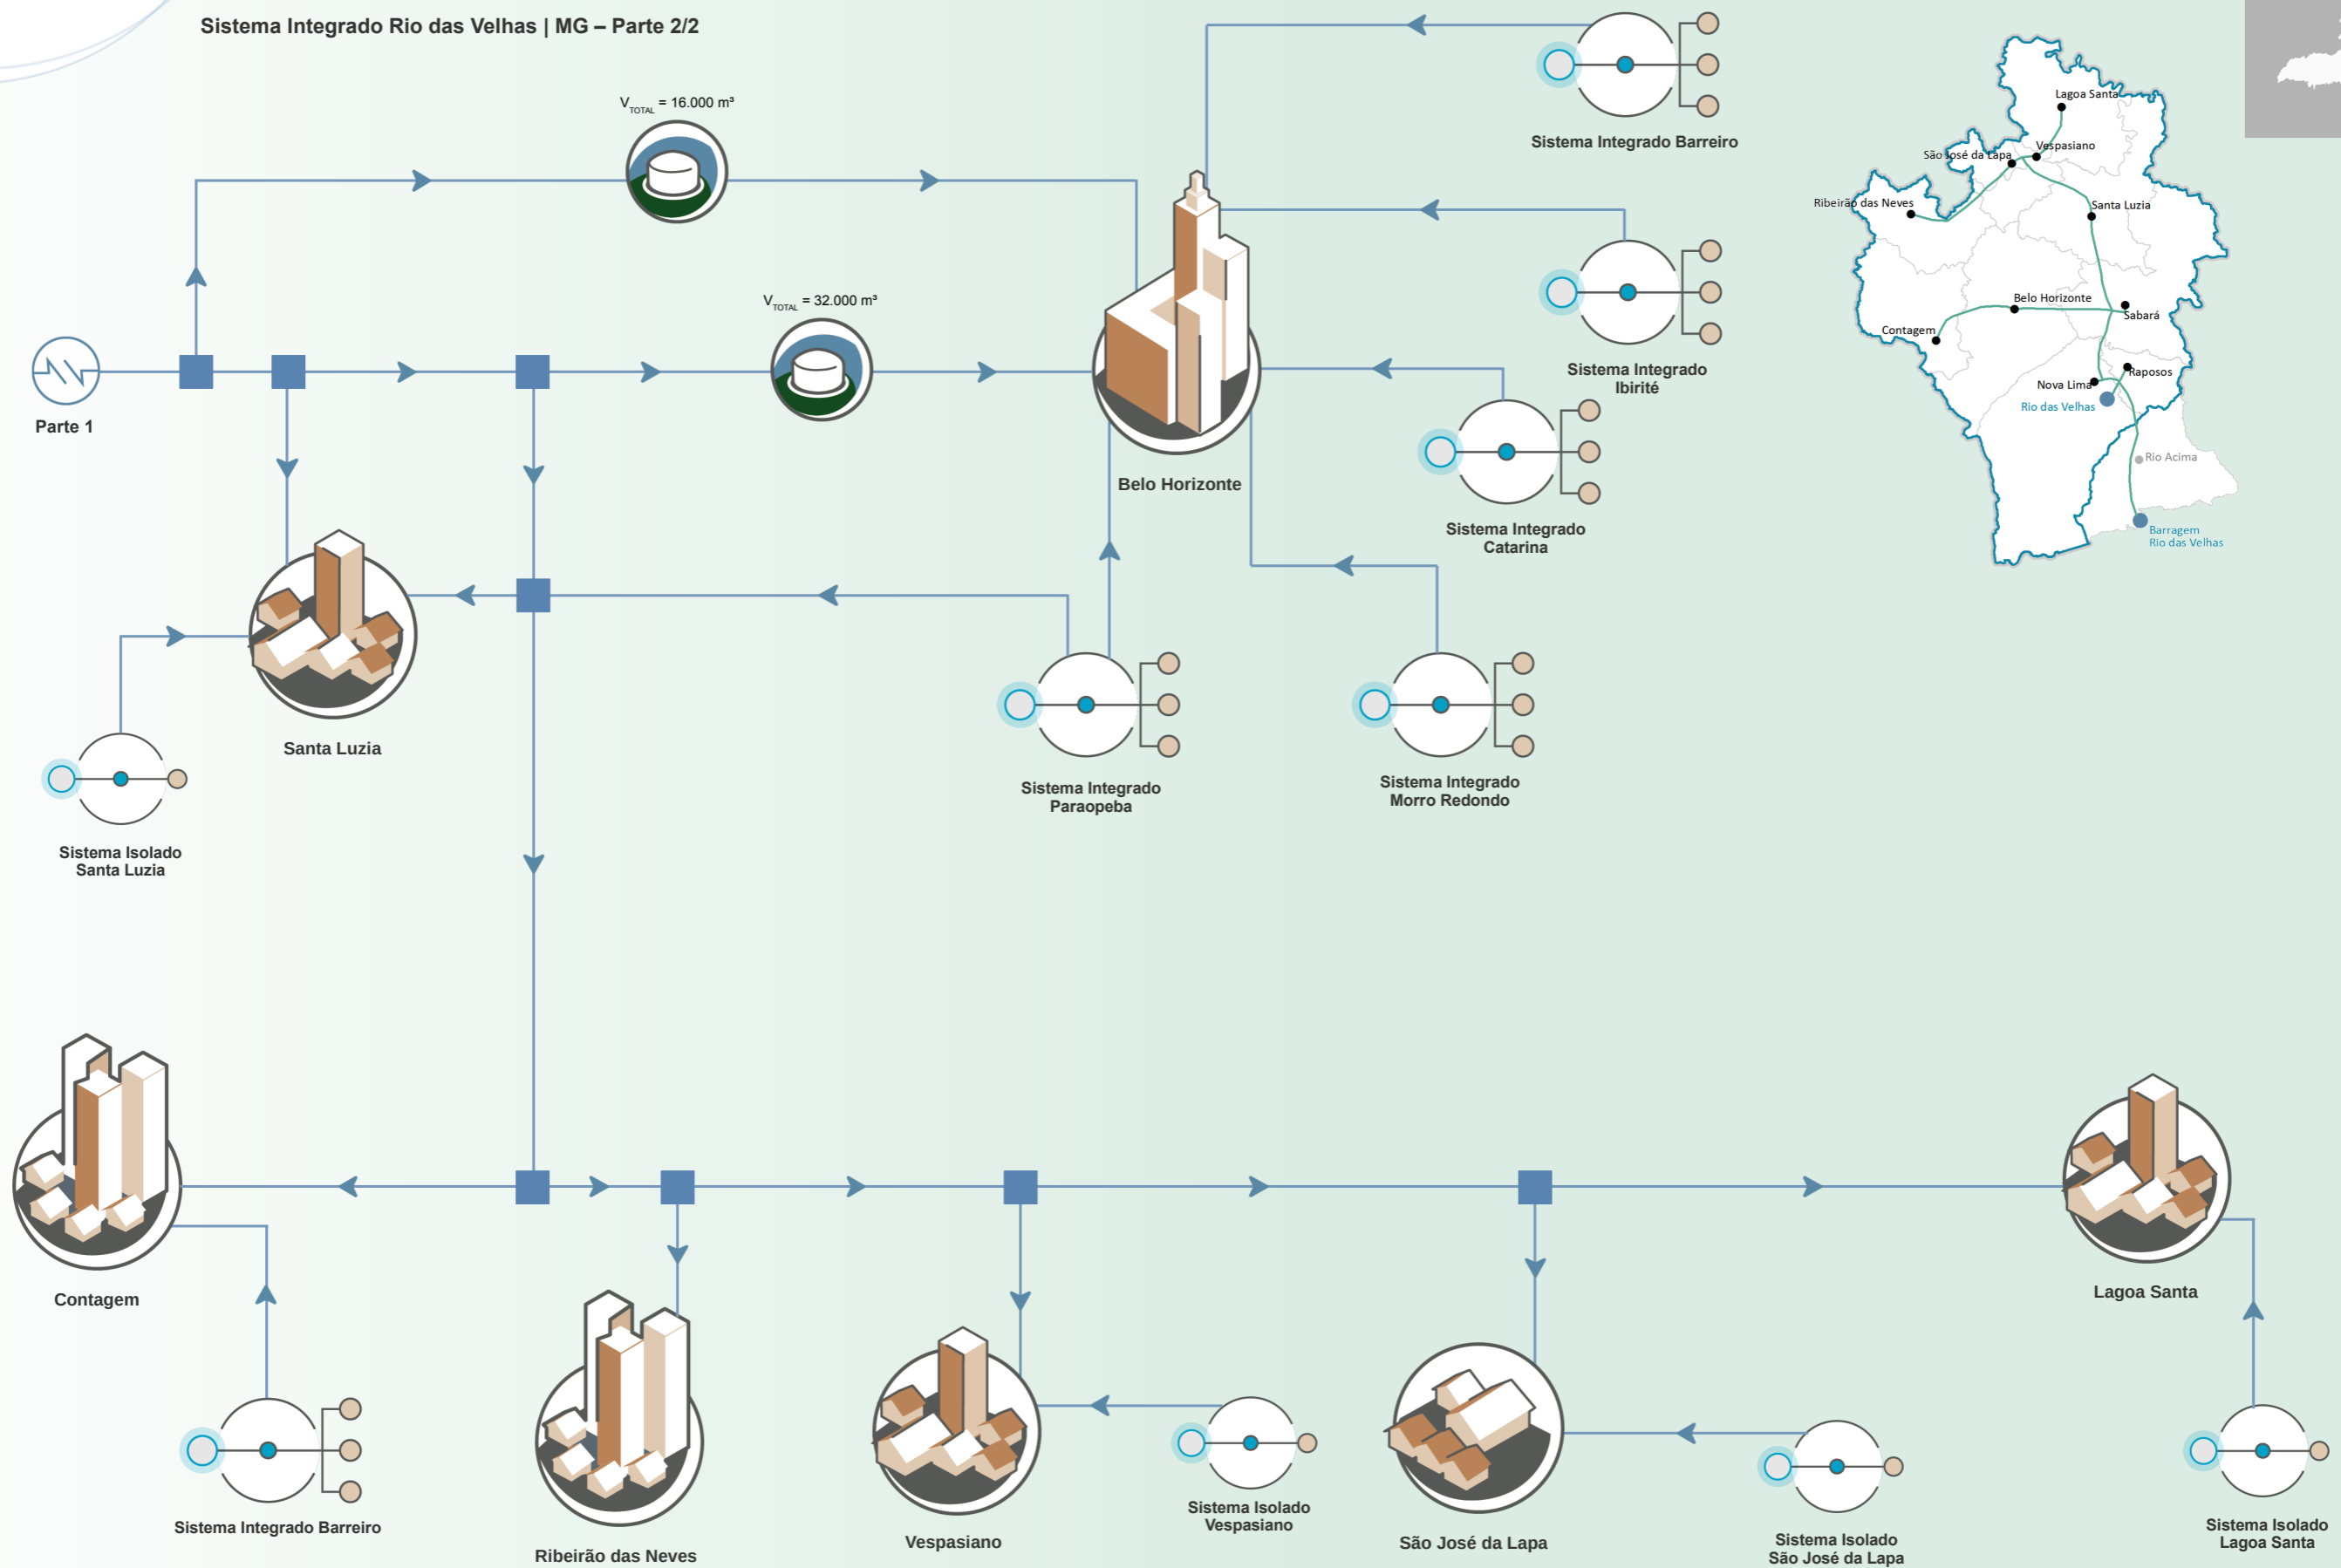 Sistema Integrado Rio das Velhas | MG – Parte 2/2
V TOTAL = 16.000 m³
V TOTAL = 32.000 m³
Parte 1
Belo Horizonte
Sistema Integrado Barreiro
Sistema Integrado
Ibirité
Sistema Integrado
Catarina
Sistema Integrado
Morro Redondo
Sistema Integrado
Paraopeba
Santa Luzia
Sistema Isolado
Santa Luzia
Lagoa Santa
Vespasiano
São José da Lapa
Ribeirão das Neves
Santa Luzia
Belo Horizonte
Sabará
Contagem
Raposos
Nova Lima
Rio das Velhas
Rio Acima
Barragem
Rio das Velhas
Contagem
Sistema Integrado Barreiro
Ribeirão das Neves
Vespasiano
Sistema Isolado
Vespasiano
São José da Lapa
Sistema Isolado
São José da Lapa
Lagoa Santa
Sistema Isolado
Lagoa Santa